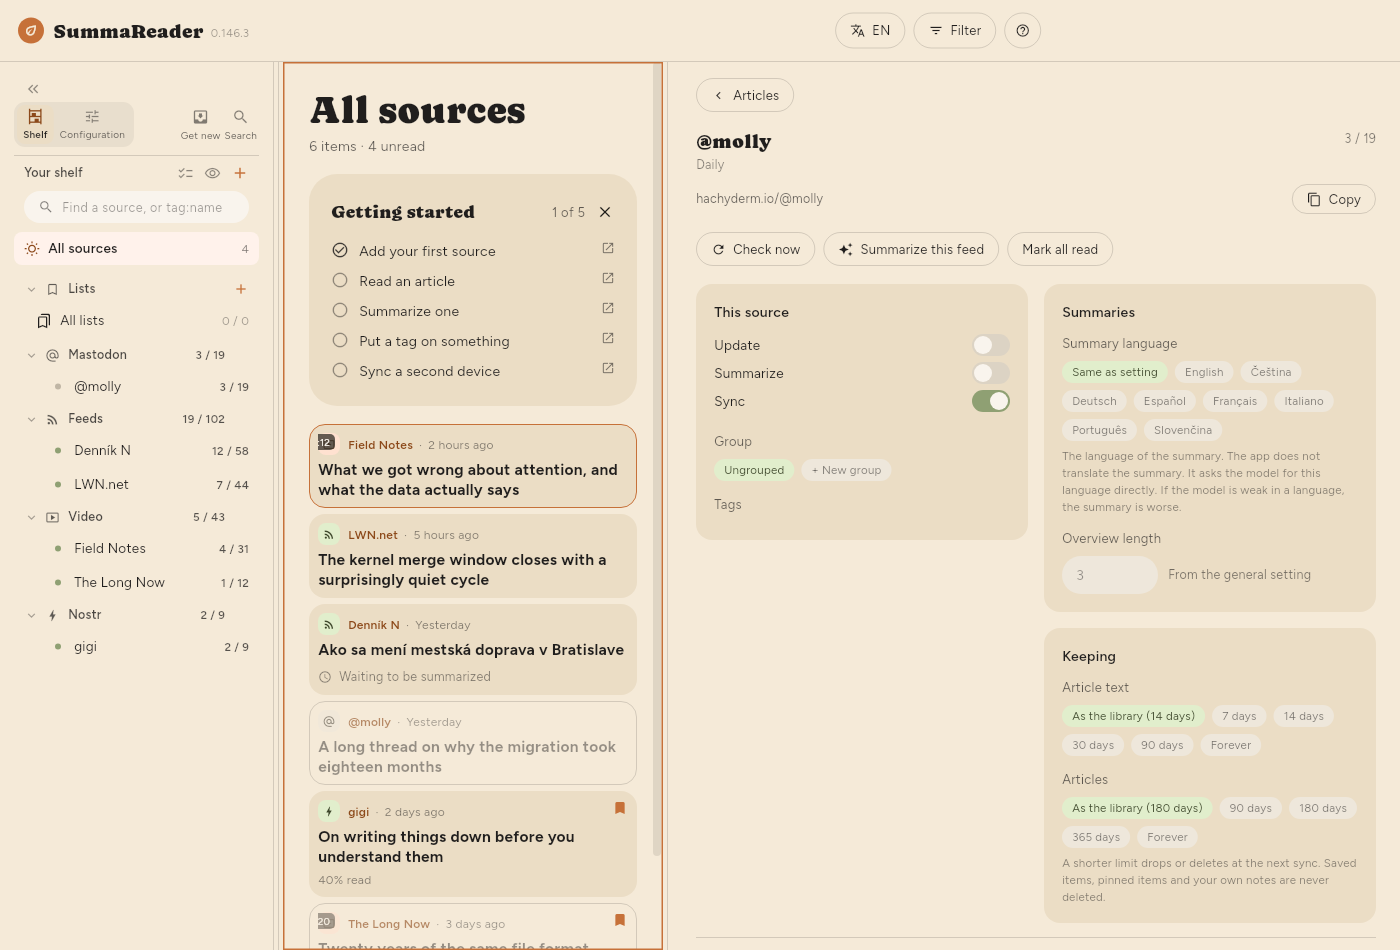 SummaReader 0.146.3
EN
Filter
Shelf
Configuration
Get new
Search
Your shelf
Find a source, or tag:name
All sources 4
Lists
All lists 0 / 0
Mastodon 3 / 19
@molly 3 / 19
Feeds 19 / 102
Denník N 12 / 58
LWN.net 7 / 44
Video 5 / 43
Field Notes 4 / 31
The Long Now 1 / 12
Nostr 2 / 9
gigi 2 / 9
All sources
6 items · 4 unread
Getting started 1 of 5
Add your first source
Read an article
Summarize one
Put a tag on something
Sync a second device
:12 Field Notes · 2 hours ago
What we got wrong about attention, and
what the data actually says
LWN.net · 5 hours ago
The kernel merge window closes with a
surprisingly quiet cycle
Denník N · Yesterday
Ako sa mení mestská doprava v Bratislave
Waiting to be summarized
@molly · Yesterday
A long thread on why the migration took
eighteen months
gigi · 2 days ago
On writing things down before you
understand them
40% read
20 The Long Now · 3 days ago
Twenty years of the same file format
Articles
@molly 3 / 19
Daily
hachyderm.io/@molly
Copy
Check now
Summarize this feed
Mark all read
This source
Update
Summarize
Sync
Group
Ungrouped + New group
Tags
Summaries
Summary language
Same as setting English Čeština
Deutsch Español Français Italiano
Português Slovenčina
The language of the summary. The app does not
translate the summary. It asks the model for this
language directly. If the model is weak in a language,
the summary is worse.
Overview length
3 From the general setting
Keeping
Article text
As the library (14 days) 7 days 14 days
30 days 90 days Forever
Articles
As the library (180 days) 90 days 180 days
365 days Forever
A shorter limit drops or deletes at the next sync. Saved
items, pinned items and your own notes are never
deleted.